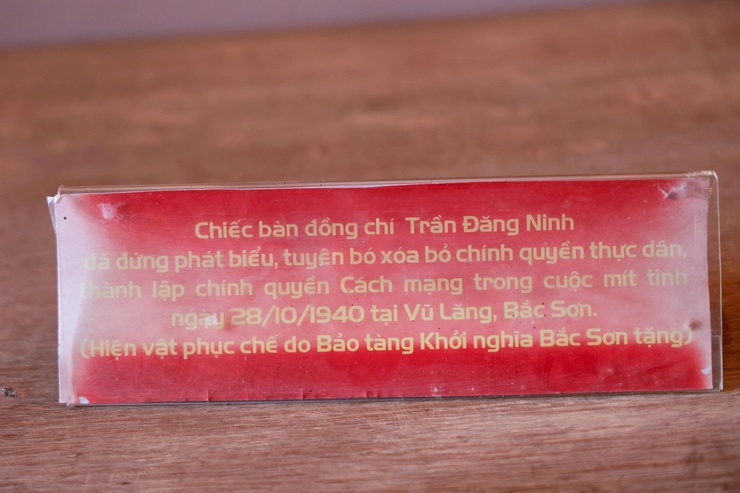 Chiếc bàn đồng chí Trần Đăng Ninh
đã đứng phát biểu, tuyên bố xóa bỏ chính quyền thực dân,
thành lập chính quyền Cách mạng trong cuộc mít tinh
ngày 28/10/1940 tại Vũ Lăng, Bắc Sơn.
(Hiện vật phục chế do Bảo tàng Khởi nghĩa Bắc Sơn tặng)